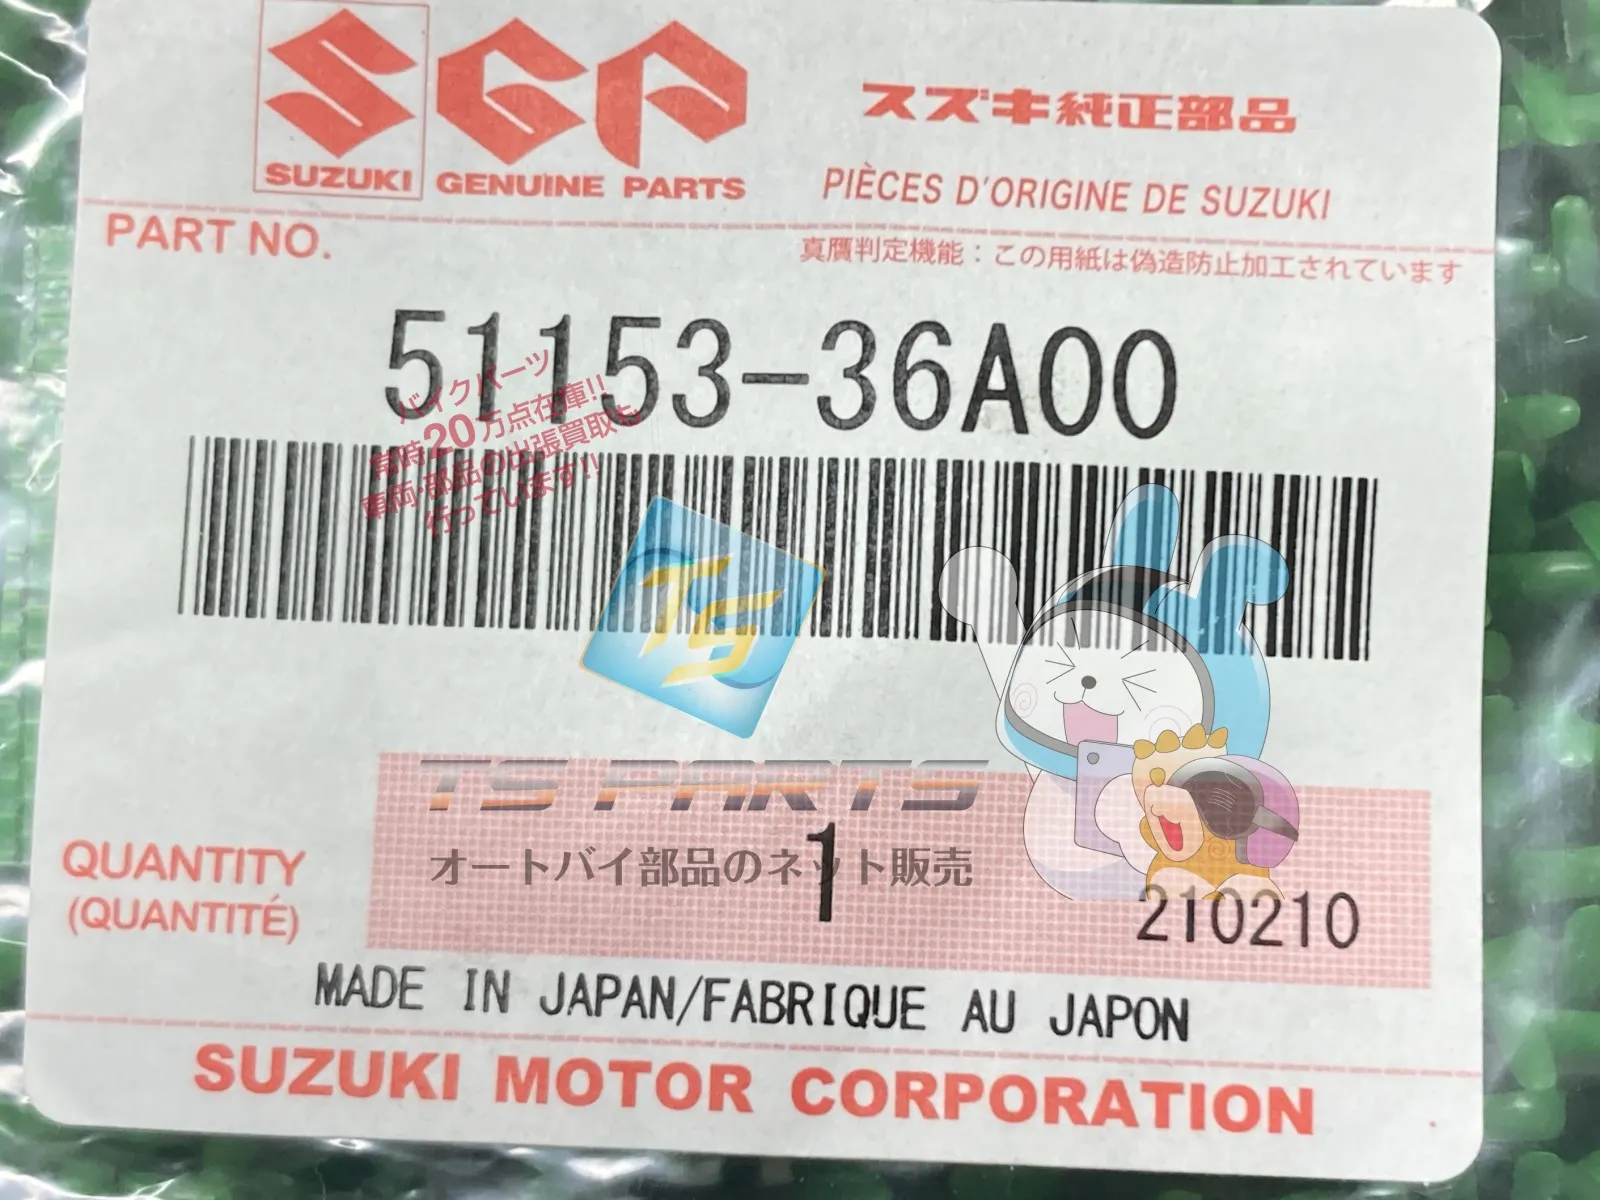 SUZUKI
GENUINE PARTS
スズキ純正部品
PIÈCES D'ORIGINE DE SUZUKI
PART NO.
真贋判定機能：この用紙は偽造防止加工されています
51153-36A00
バイクパーツ
常時20万点在庫!!
車両・部品の出張買取も
行っています!!
TS
TS PARTS
オートバイ部品のネット販売
QUANTITY
(QUANTITÉ)
1
210210
MADE IN JAPAN/FABRIQUE AU JAPON
SUZUKI MOTOR CORPORATION